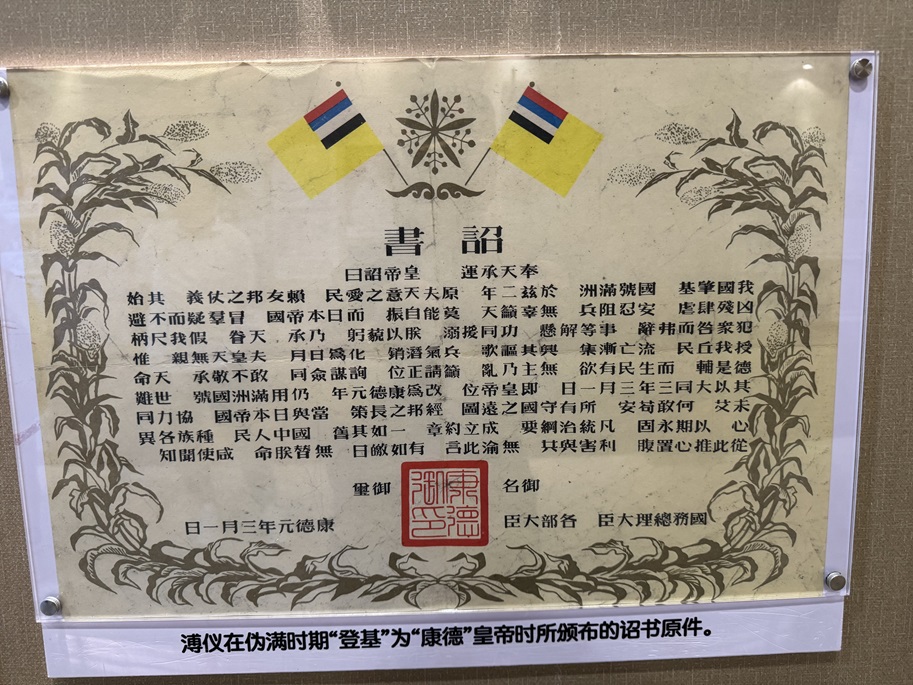 詔書
奉天承運 皇帝詔曰
我國肇基 國號滿洲 於茲二年 原夫天意之愛民 賴友邦之仗義 其始
凶殘肆虐 安忍阻兵 無辜籲天 莫能自振 而日本帝國 冒羣疑而不避
犯衆咎而弗辭 事等解懸 功同援溺 朕以藐躬 乃承 天眷 假我尺柄
授我丘民 流亡漸集 興其謳歌 兵氣潛銷 化爲日月 夫皇天無親 惟
德是輔 而生民有欲 無主乃亂 籲請正位 詢謀僉同 敢不敬承 天命
其以大同三年三月一日 即皇帝位 改爲康德元年 仍用滿洲國號 世難
未艾 何敢苟安 所有守國之遠圖 經邦之長策 當與日本帝國 協力同
心 以期永固 凡統治綱要 成立約章 一如其舊 國中人民 種族各異
從此推心置腹 利害與共 無渝此言 有如皦日 無替朕命 咸使聞知
御名 御璽
康德御印
國務總理大臣 各部大臣 康德元年三月一日
溥仪在伪满时期“登基”为“康德”皇帝时所颁布的诏书原件。